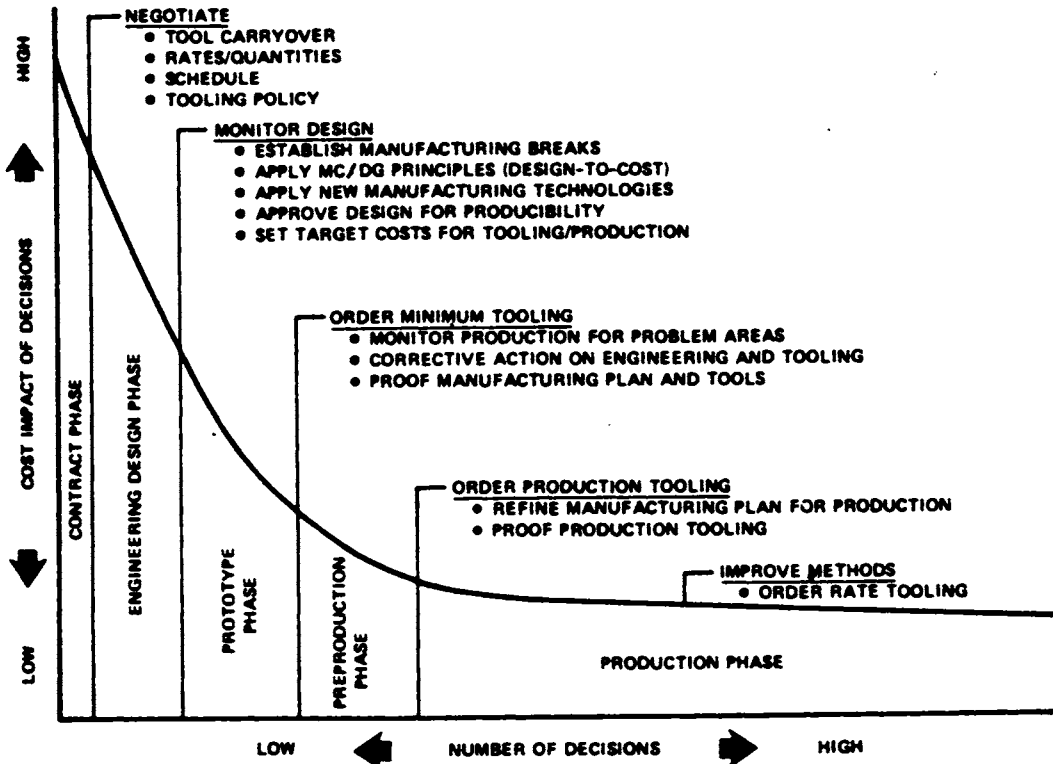 NEGOTIATE
• TOOL CARRYOVER
• RATES/QUANTITIES
• SCHEDULE
• TOOLING POLICY
MONITOR DESIGN
• ESTABLISH MANUFACTURING BREAKS
• APPLY MC/DG PRINCIPLES (DESIGN-TO-COST)
• APPLY NEW MANUFACTURING TECHNOLOGIES
• APPROVE DESIGN FOR PRODUCIBILITY
• SET TARGET COSTS FOR TOOLING/PRODUCTION
ORDER MINIMUM TOOLING
• MONITOR PRODUCTION FOR PROBLEM AREAS
• CORRECTIVE ACTION ON ENGINEERING AND TOOLING
• PROOF MANUFACTURING PLAN AND TOOLS
ORDER PRODUCTION TOOLING
• REFINE MANUFACTURING PLAN FOR PRODUCTION
• PROOF PRODUCTION TOOLING
IMPROVE METHODS
• ORDER RATE TOOLING
HIGH
COST IMPACT OF DECISIONS
LOW
CONTRACT PHASE
ENGINEERING DESIGN PHASE
PROTOTYPE
PHASE
PREPRODUCTION
PHASE
PRODUCTION PHASE
LOW
NUMBER OF DECISIONS
HIGH